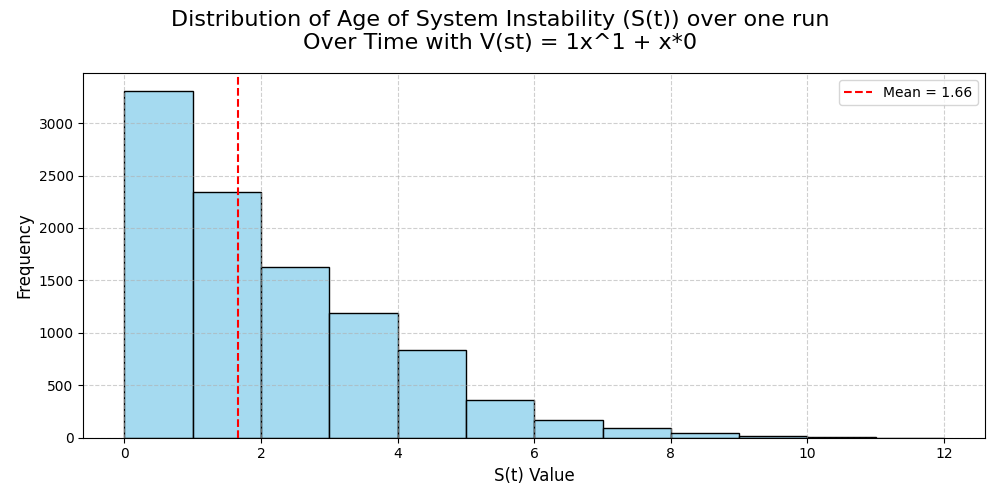 Distribution of Age of System Instability (S(t)) over one run
Over Time with V(st) = 1x^1 + x*0
Mean = 1.66
Frequency
3000
2500
2000
1500
1000
500
0
0 2 4 6 8 10 12
S(t) Value